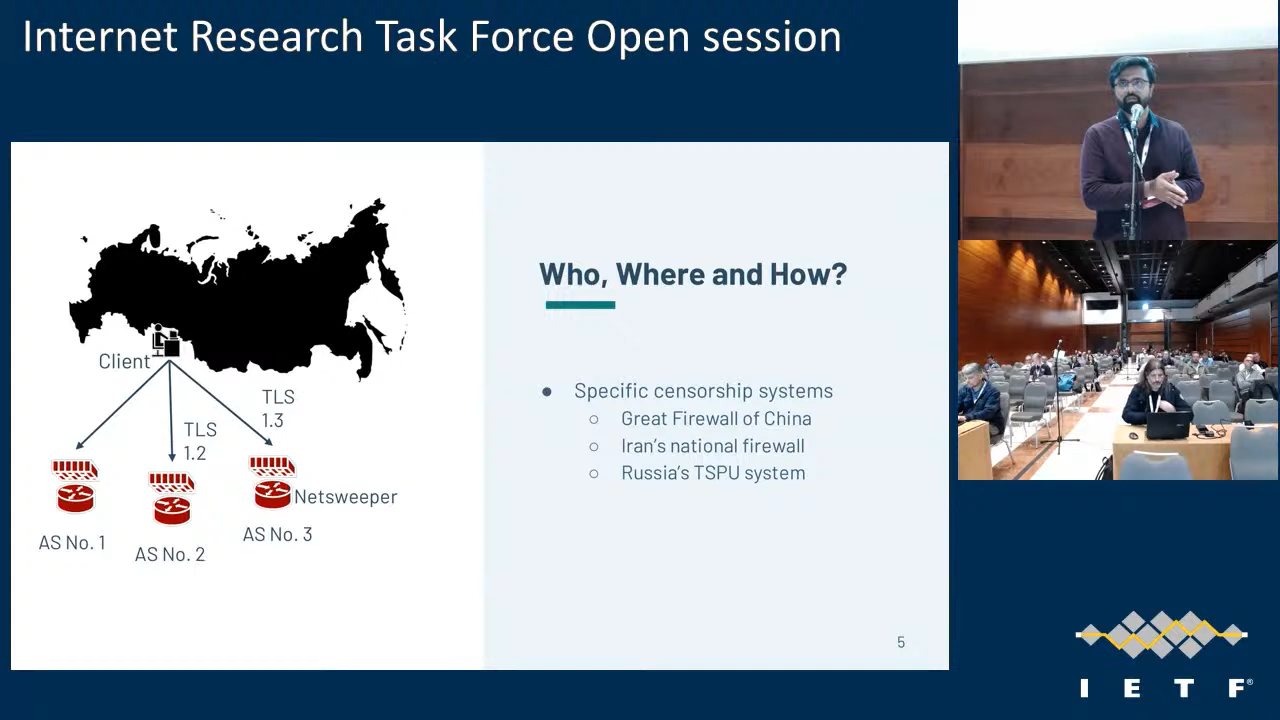 Internet Research Task Force Open session
Client
TLS
1.3
TLS
1.2
Netsweeper
AS No. 1
AS No. 2
AS No. 3
Who, Where and How?
● Specific censorship systems
○ Great Firewall of China
○ Iran's national firewall
○ Russia's TSPU system
5
I E T F®